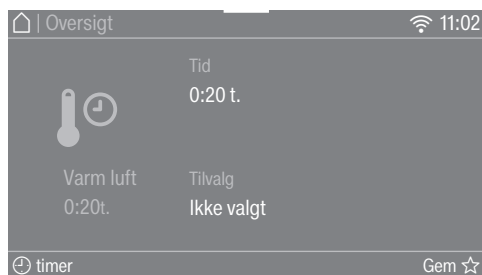 | Oversigt 11:02
Tid
0:20 t.
Varm luft
0:20t.
Tilvalg
Ikke valgt
timer Gem